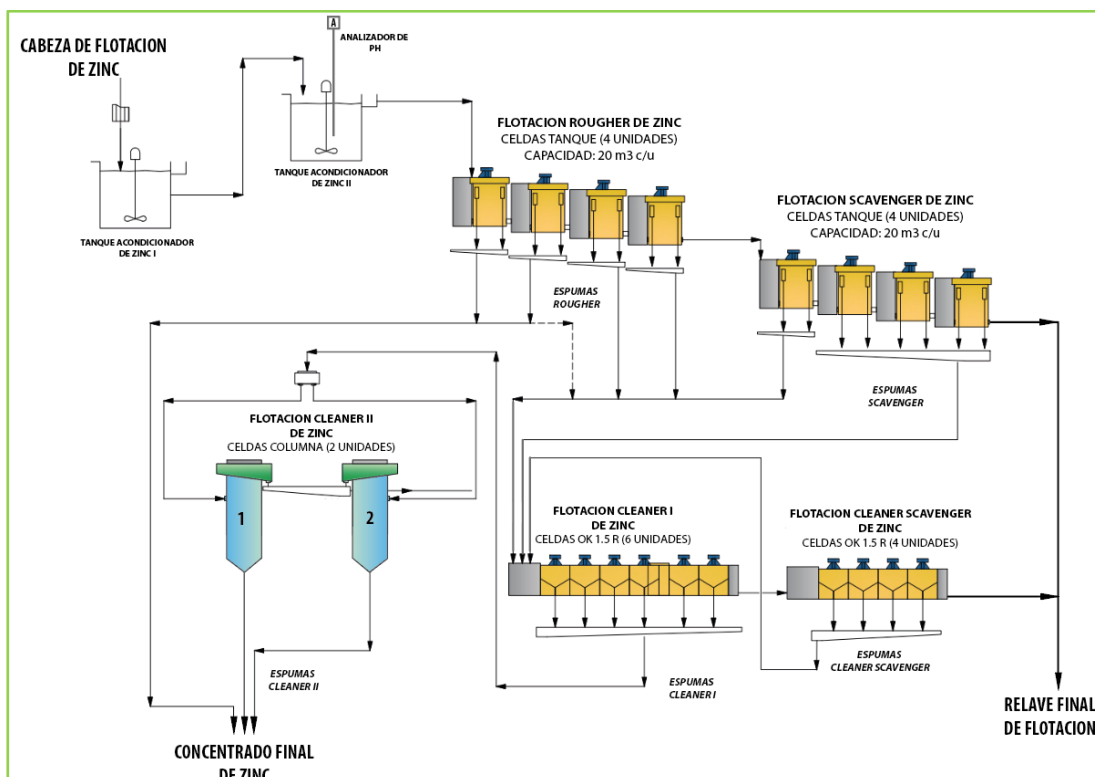 CABEZA DE FLOTACION
DE ZINC
A
ANALIZADOR DE
PH
TANQUE ACONDICIONADOR
DE ZINC II
TANQUE ACONDICIONADOR
DE ZINC I
FLOTACION ROUGHER DE ZINC
CELDAS TANQUE (4 UNIDADES)
CAPACIDAD: 20 m3 c/u
FLOTACION SCAVENGER DE ZINC
CELDAS TANQUE (4 UNIDADES)
CAPACIDAD: 20 m3 c/u
ESPUMAS
ROUGHER
ESPUMAS
SCAVENGER
FLOTACION CLEANER II
DE ZINC
CELDAS COLUMNA (2 UNIDADES)
1
2
FLOTACION CLEANER I
DE ZINC
CELDAS OK 1.5 R (6 UNIDADES)
FLOTACION CLEANER SCAVENGER
DE ZINC
CELDAS OK 1.5 R (4 UNIDADES)
ESPUMAS
CLEANER II
ESPUMAS
CLEANER I
ESPUMAS
CLEANER SCAVENGER
CONCENTRADO FINAL
DE ZINC
RELAVE FINAL
DE FLOTACION